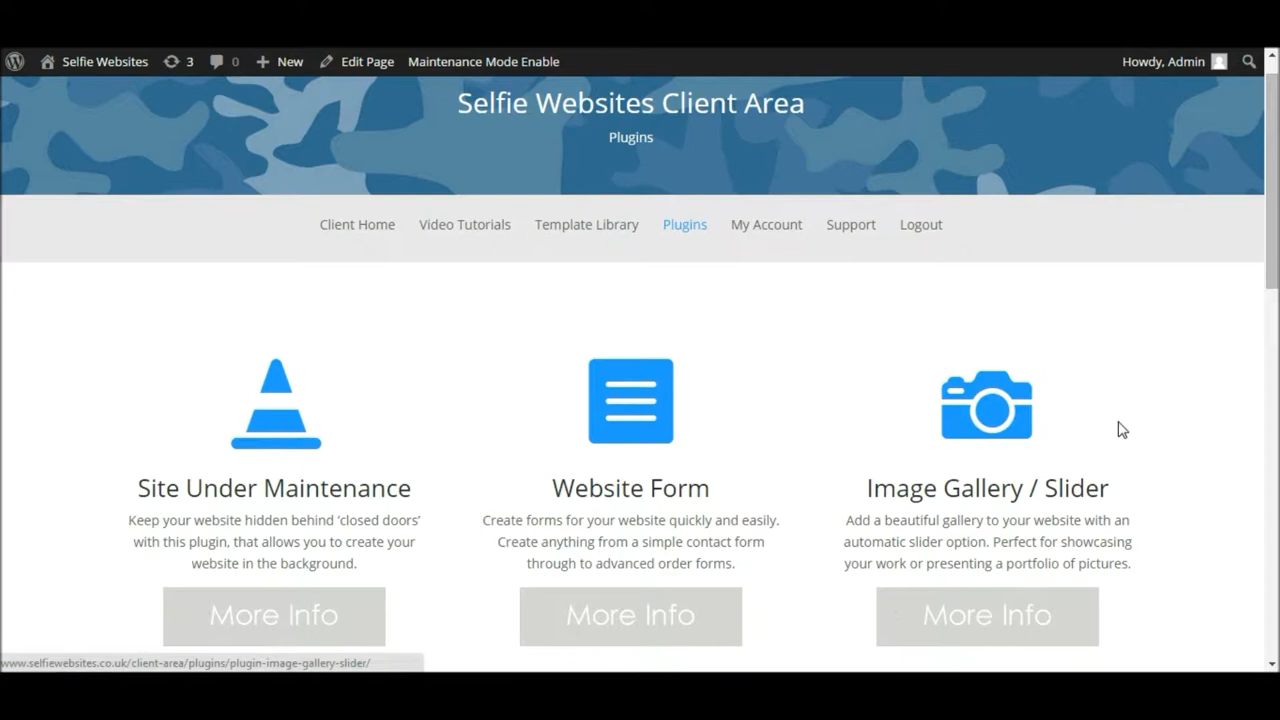 Selfie Websites 3 0 New Edit Page Maintenance Mode Enable Howdy, Admin
Selfie Websites Client Area
Plugins
Client Home Video Tutorials Template Library Plugins My Account Support Logout
Site Under Maintenance
Keep your website hidden behind ‘closed doors’
with this plugin, that allows you to create your
website in the background.
More Info
Website Form
Create forms for your website quickly and easily.
Create anything from a simple contact form
through to advanced order forms.
More Info
Image Gallery / Slider
Add a beautiful gallery to your website with an
automatic slider option. Perfect for showcasing
your work or presenting a portfolio of pictures.
More Info
www.selfiewebsites.co.uk/client-area/plugins/plugin-image-gallery-slider/